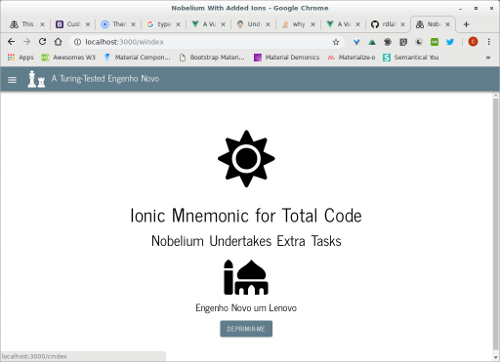 Nobelium With Added Ions - Google Chrome
This
Cust
Ther
type
A Vu
Und
why
A Vu
rdla
Nob
localhost:3000/windex
Apps
Awesomes W3
Material Compon...
Bootstrap Materi...
Material Demonics
Materialize-o
Semantical You
A Turing-Tested Engenho Novo
Ionic Mnemonic for Total Code
Nobelium Undertakes Extra Tasks
Engenho Novo um Lenovo
DEPRIMIR-ME
localhost:3000/cindex